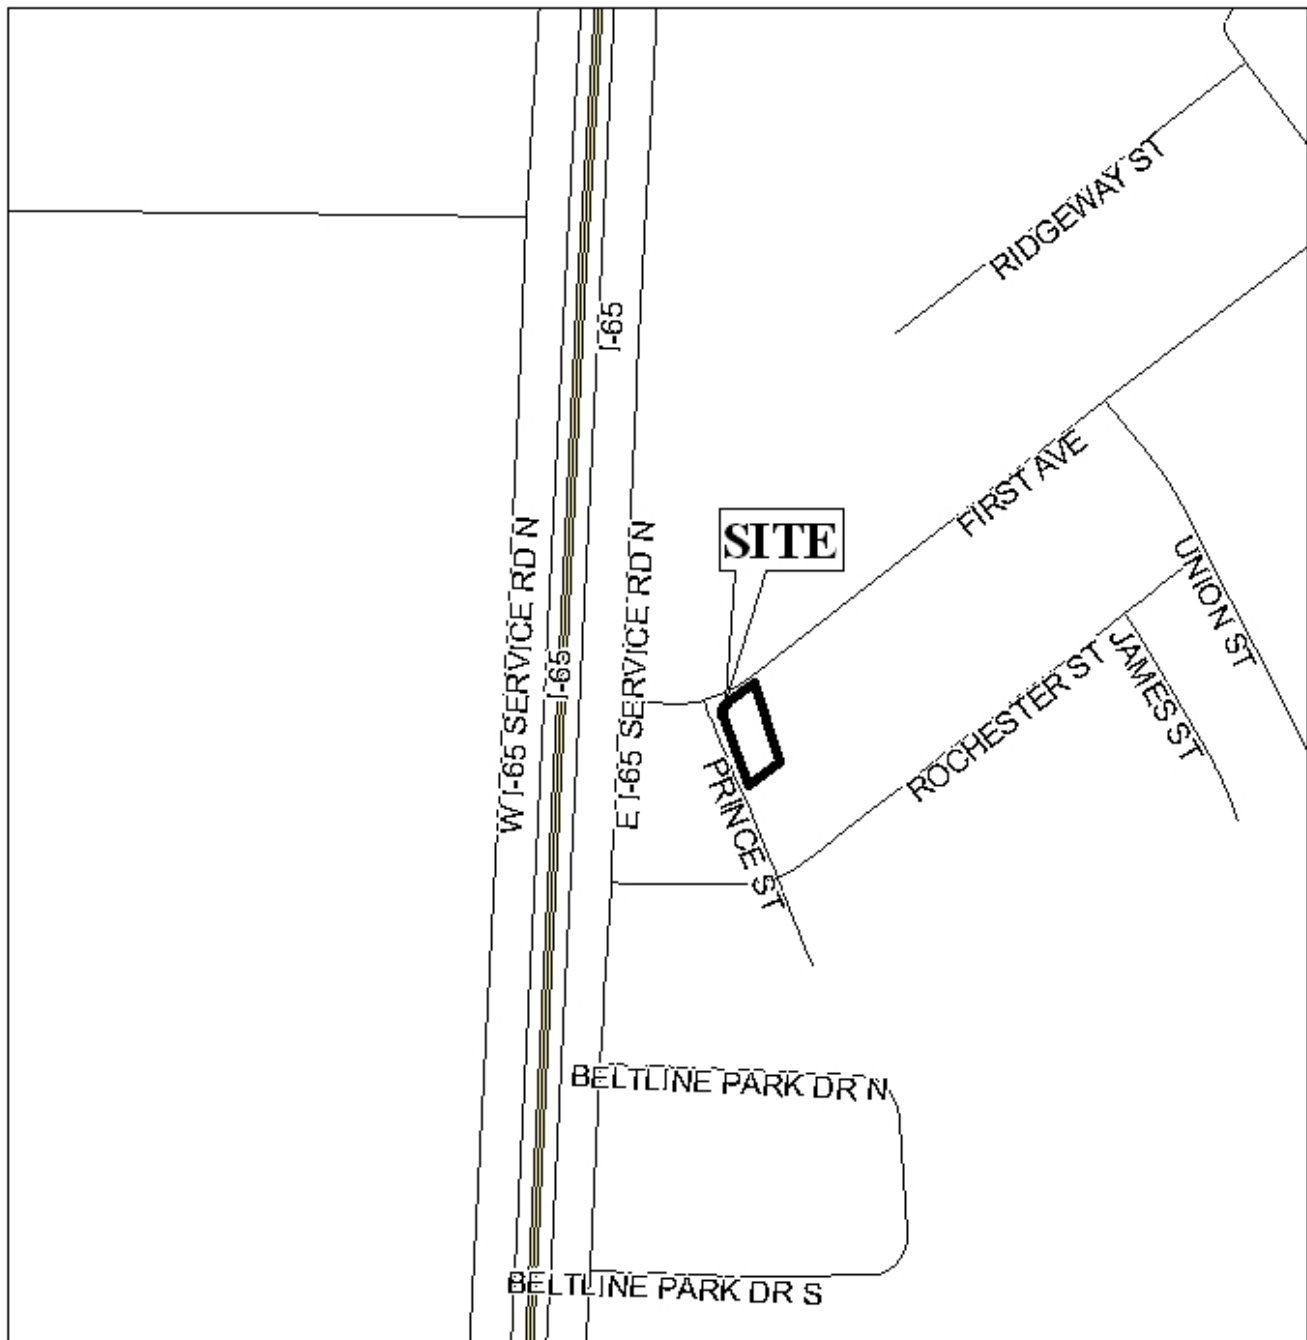 RIDGEWAY ST
I-65
FIRST AVE
SITE
W I-65 SERVICE RD N
E I-65 SERVICE RD N
UNION ST
I-65
JAMES ST
ROCHESTER ST
PRINCE ST
BELTLINE PARK DR N
BELTLINE PARK DR S